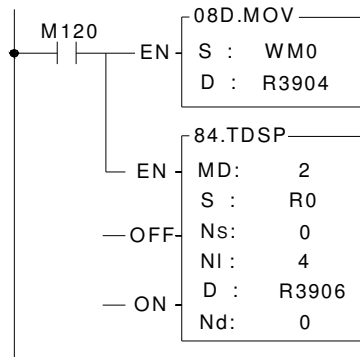 M120
08D.MOV
EN
S : WM0
D : R3904
84.TDSP
EN
MD: 2
S : R0
OFF
Ns: 0
Nl : 4
ON
D : R3906
Nd: 0